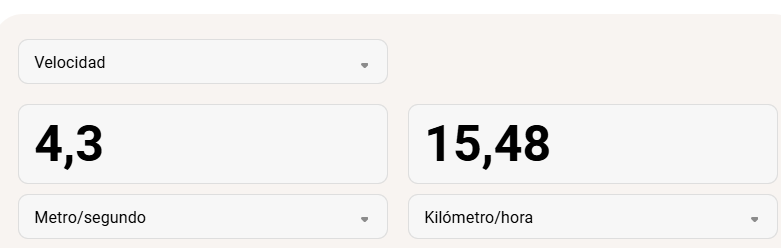 Velocidad
4,3
15,48
Metro/segundo
Kilómetro/hora